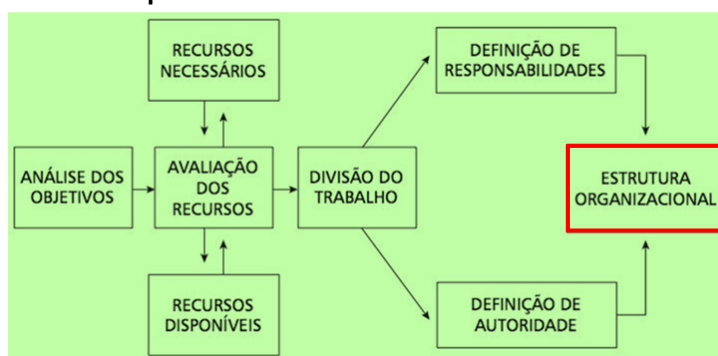 RECURSOS
NECESSÁRIOS
DEFINIÇÃO DE
RESPONSABILIDADES
ANÁLISE DOS
OBJETIVOS
AVALIAÇÃO
DOS
RECURSOS
DIVISÃO DO
TRABALHO
ESTRUTURA
ORGANIZACIONAL
RECURSOS
DISPONÍVEIS
DEFINIÇÃO DE
AUTORIDADE